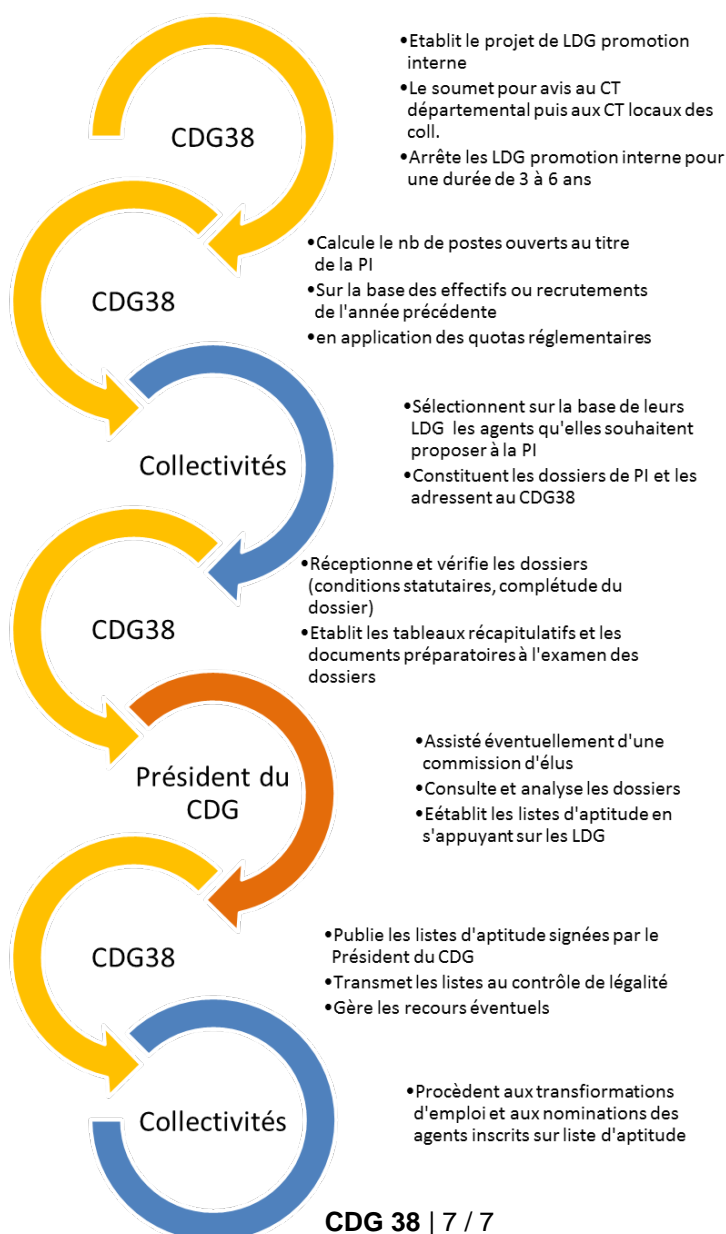 CDG38
•Etablit le projet de LDG promotion
interne
•Le soumet pour avis au CT
départemental puis aux CT locaux des
coll.
•Arrête les LDG promotion interne pour
une durée de 3 à 6 ans
CDG38
•Calcule le nb de postes ouverts au titre
de la PI
•Sur la base des effectifs ou recrutements
de l'année précédente
•en application des quotas réglementaires
Collectivités
•Sélectionnent sur la base de leurs
LDG les agents qu'elles souhaitent
proposer à la PI
•Constituent les dossiers de PI et les
adressent au CDG38
CDG38
•Réceptionne et vérifie les dossiers
(conditions statutaires, complétude du
dossier)
•Etablit les tableaux récapitulatifs et les
documents préparatoires à l'examen des
dossiers
Président du
CDG
•Assisté éventuellement d'une
commission d'élus
•Consulte et analyse les dossiers
•Eétablit les listes d'aptitude en
s'appuyant sur les LDG
CDG38
•Publie les listes d'aptitude signées par le
Président du CDG
•Transmet les listes au contrôle de légalité
•Gère les recours éventuels
Collectivités
•Procèdent aux transfiormations
d'emploi et aux nominations des
agents inscrits sur liste d'aptitude
CDG 38 | 7 / 7